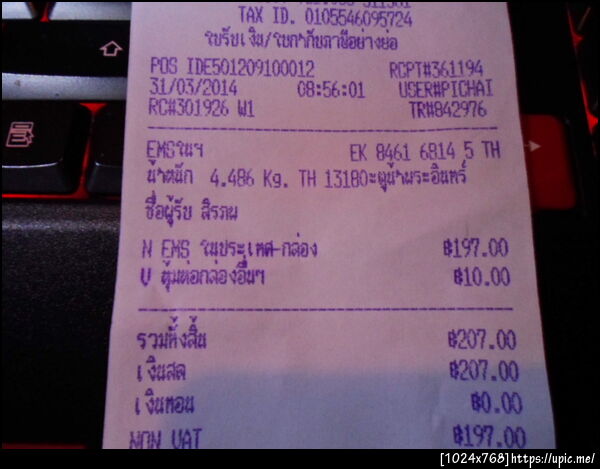 TAX ID. 0105546095724
ใบรับเงิน/ใบกำกับภาษีอย่างย่อ
POS IDE501209100012 RCPT#361194
31/03/2014 08:56:01 USER#PICHAI
RC#301926 W1 TR#842976
EMSในฯ EK 8461 6814 5 TH
น้ำหนัก 4.486 Kg. TH 13180ประตูน้ำพระอินทร์
ชื่อผู้รับ สิรภพ
N EMS ในประเทศ-กล่อง ฿197.00
V หุ้มห่อกล่องอื่นๆ ฿10.00
รวมทั้งสิ้น ฿207.00
เงินสด ฿207.00
เงินทอน ฿0.00
NON VAT ฿197.00
[1024x768]https://upic.me/